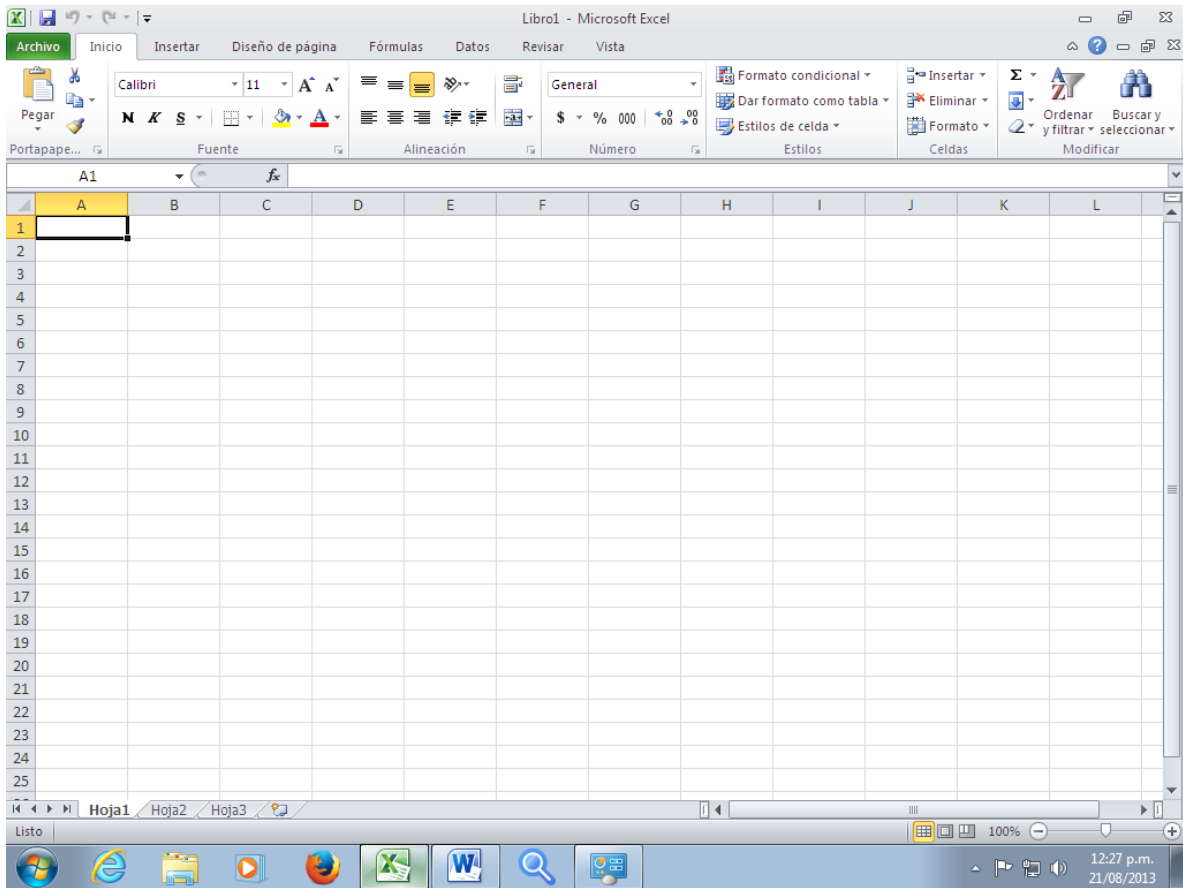 Libro1 - Microsoft Excel
Archivo Inicio Insertar Diseño de página Fórmulas Datos Revisar Vista
Calibri 11 General
Pegar
N K S $ % 000
Formato condicional
Dar formato como tabla
Estilos de celda
Insertar
Eliminar
Formato
Σ
Ordenar y filtrar
Buscar y seleccionar
Portapape... Fuente Alineación Número Estilos Celdas Modificar
A1 fx
A B C D E F G H I J K L
1
2
3
4
5
6
7
8
9
10
11
12
13
14
15
16
17
18
19
20
21
22
23
24
25
Hoja1 Hoja2 Hoja3
Listo 100%
12:27 p.m.
21/08/2013